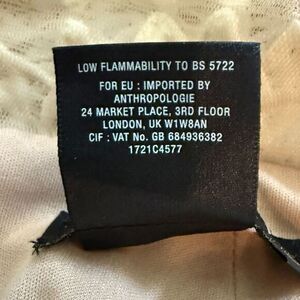 LOW FLAMMABILITY TO BS 5722
FOR EU : IMPORTED BY
ANTHROPOLOGIE
24 MARKET PLACE, 3RD FLOOR
LONDON, UK W1W8AN
CIF : VAT No. GB 684936382
1721C4577